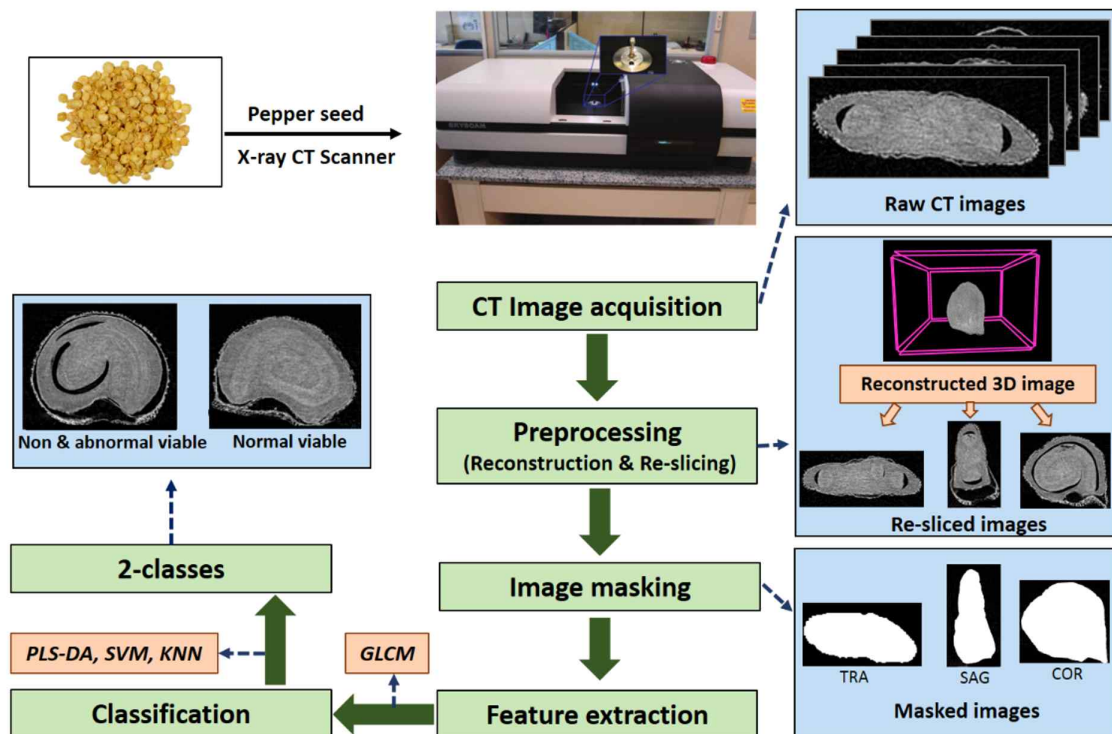 Pepper seed
X-ray CT Scanner
SKYSCAN
Raw CT images
CT Image acquisition
Reconstructed 3D image
Preprocessing
(Reconstruction & Re-slicing)
Re-sliced images
Non & abnormal viable
Normal viable
Image masking
TRA
SAG
COR
Masked images
2-classes
PLS-DA, SVM, KNN
GLCM
Classification
Feature extraction